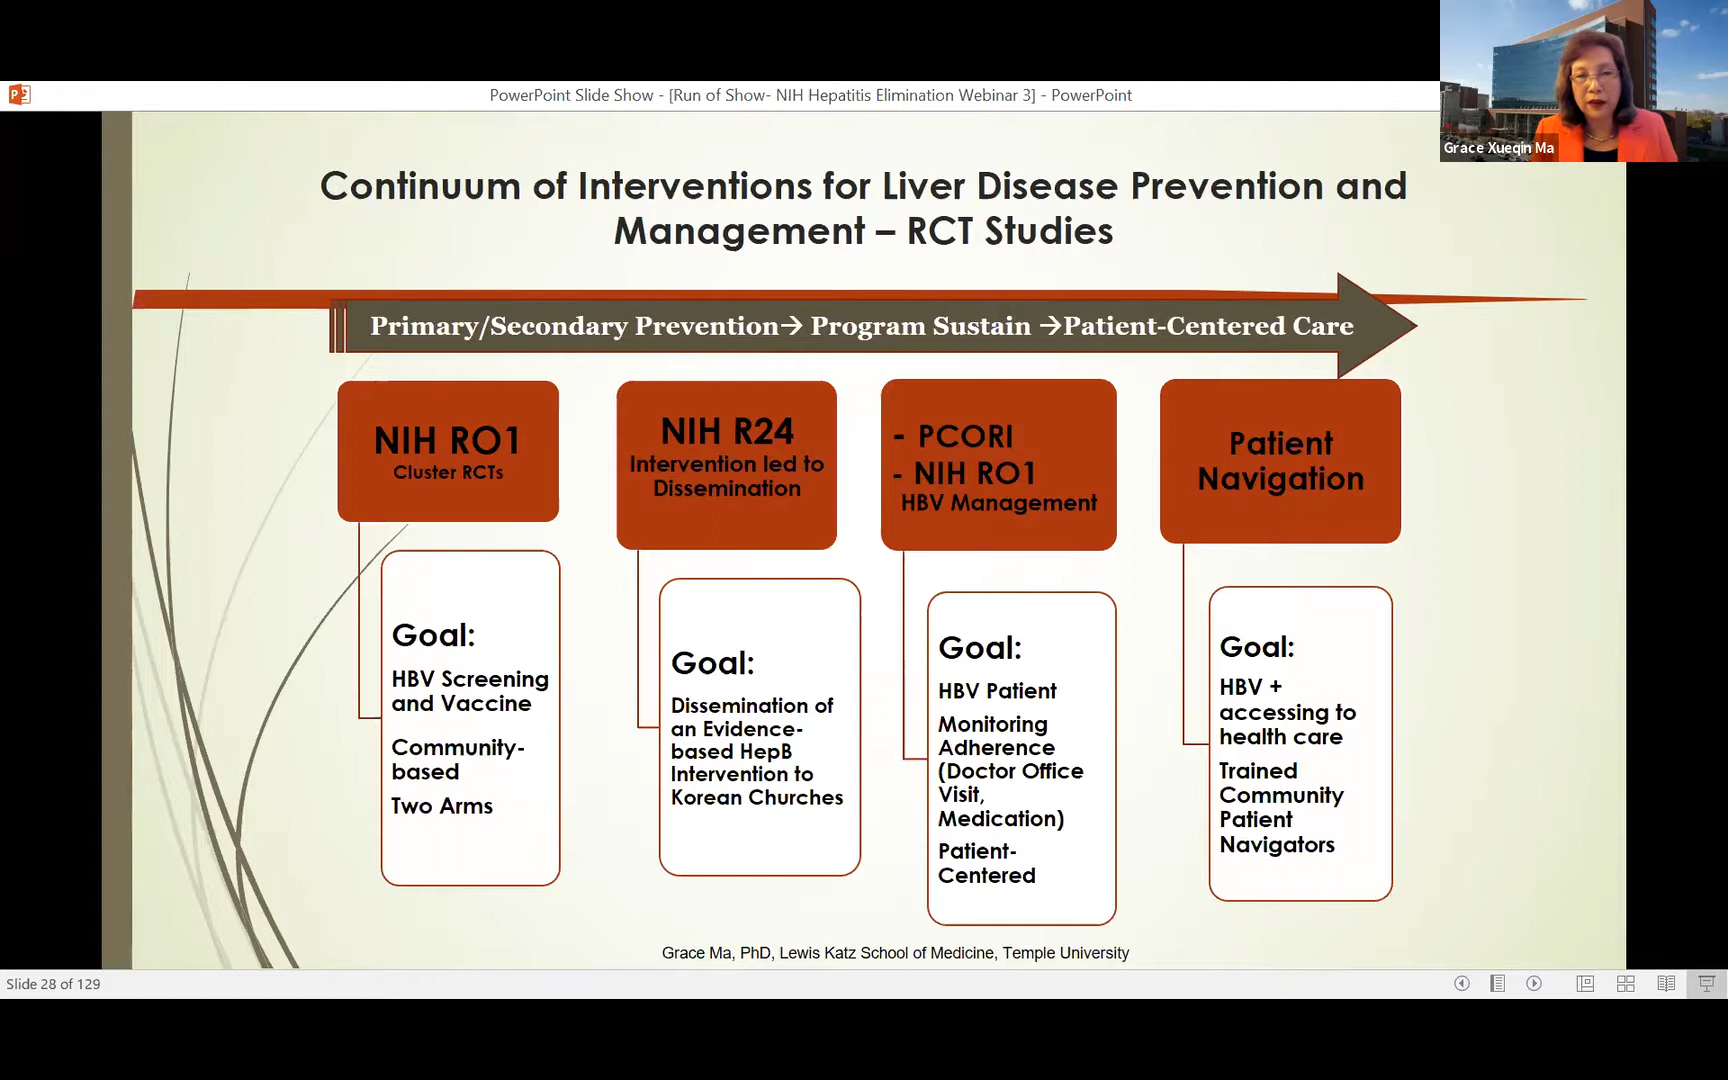 PowerPoint Slide Show - [Run of Show- NIH Hepatitis Elimination Webinar 3] - PowerPoint
Grace Xueqin Ma
Continuum of Interventions for Liver Disease Prevention and
Management – RCT Studies
Primary/Secondary Prevention→ Program Sustain →Patient-Centered Care
NIH RO1
Cluster RCTs
Goal:
HBV Screening
and Vaccine
Community-
based
Two Arms
NIH R24
Intervention led to
Dissemination
Goal:
Dissemination of
an Evidence-
based HepB
Intervention to
Korean Churches
- PCORI
- NIH RO1
HBV Management
Goal:
HBV Patient
Monitoring
Adherence
(Doctor Office
Visit,
Medication)
Patient-
Centered
Patient
Navigation
Goal:
HBV +
accessing to
health care
Trained
Community
Patient
Navigators
Grace Ma, PhD, Lewis Katz School of Medicine, Temple University
Slide 28 of 129